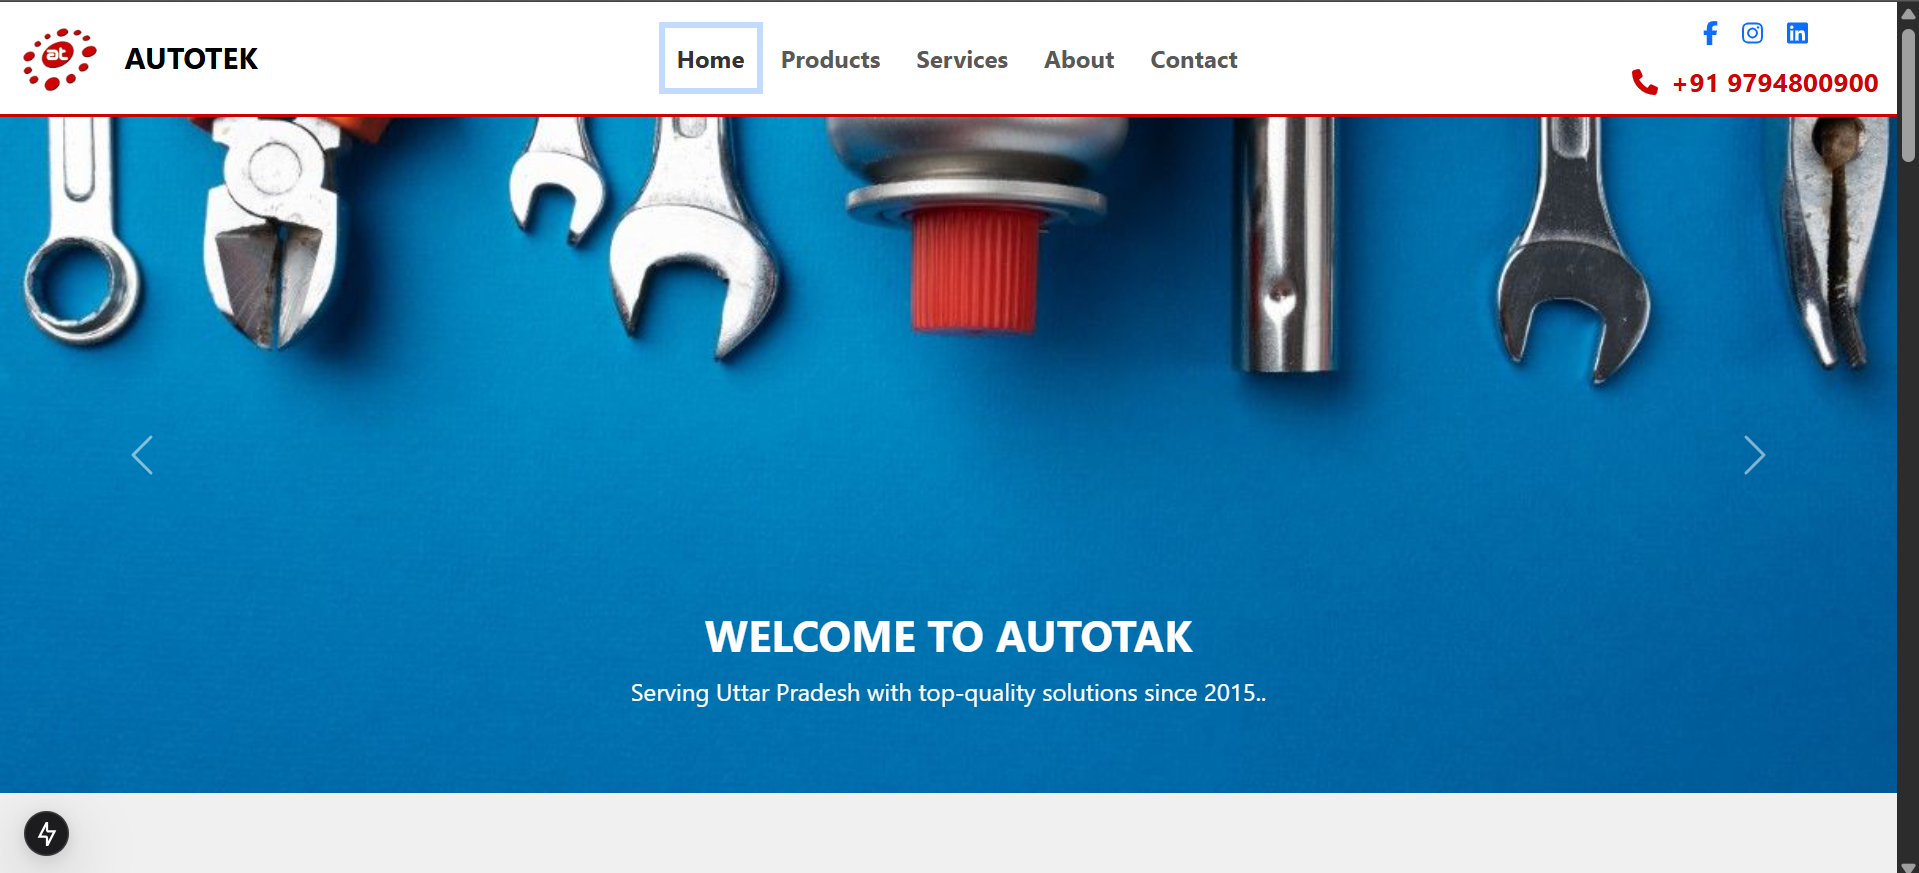 at
AUTOTEK
Home
Products
Services
About
Contact
+91 9794800900
WELCOME TO AUTOTAK
Serving Uttar Pradesh with top-quality solutions since 2015..